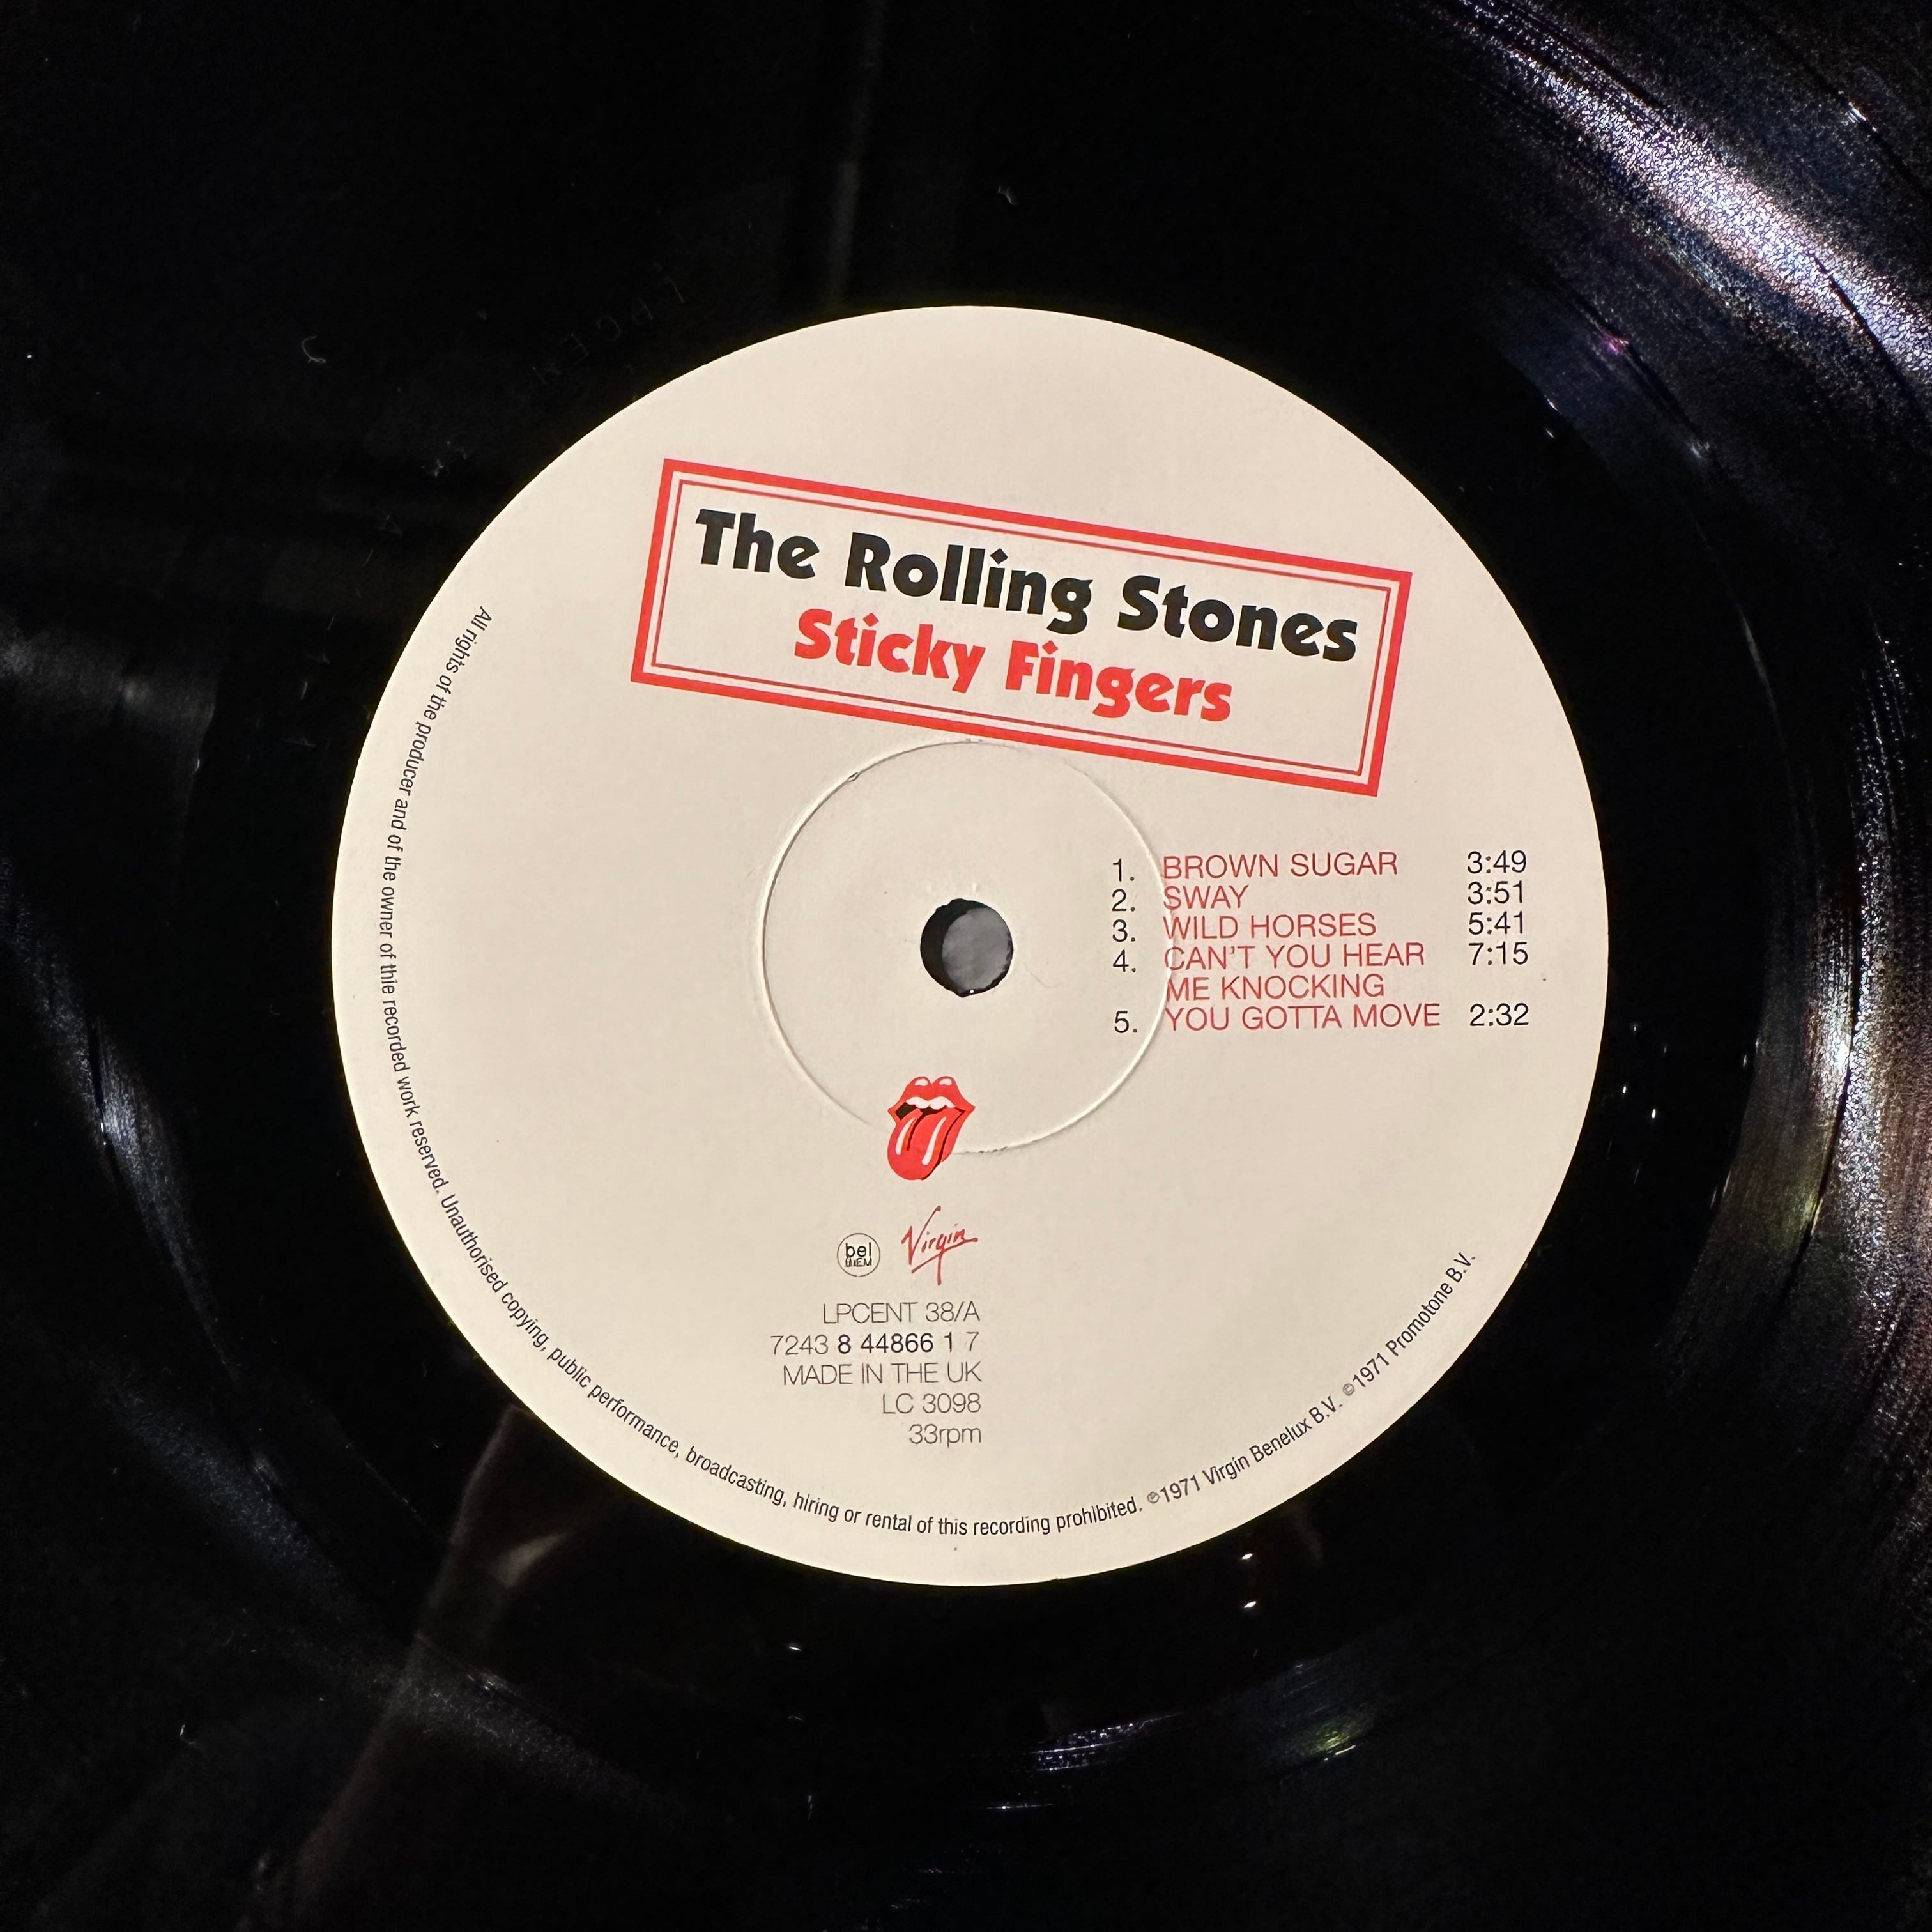 The Rolling Stones
Sticky Fingers
1. BROWN SUGAR 3:49
2. SWAY 3:51
3. WILD HORSES 5:41
4. CAN'T YOU HEAR 7:15
ME KNOCKING
5. YOU GOTTA MOVE 2:32
bel
BIEM
Virgin
LPCENT 38/A
7243 8 44866 1 7
MADE IN THE UK
LC 3098
33rpm
All rights of the producer and of the owner of thie recorded work reserved. Unauthorised copying, public performance, broadcasting, hiring or rental of this recording prohibited. ℗1971 Virgin Benelux B.V. ©1971 Promotone B.V.